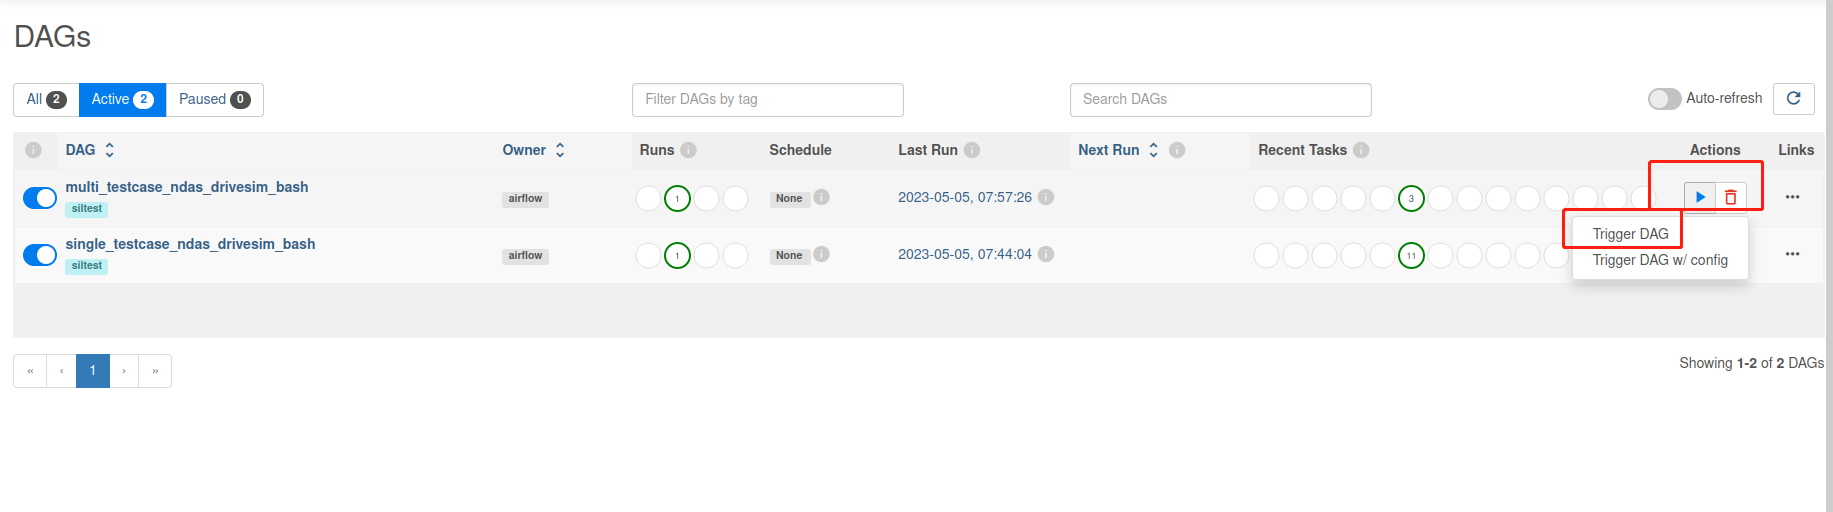 DAGs
All 2 Active 2 Paused 0 Filter DAGs by tag Search DAGs Auto-refresh
DAG Owner Runs Schedule Last Run Next Run Recent Tasks Actions Links
multi_testcase_ndas_drivesim_bash
siltest airflow 1 None 2023-05-05, 07:57:26 3
Trigger DAG
single_testcase_ndas_drivesim_bash
siltest airflow 1 None 2023-05-05, 07:44:04 11
Trigger DAG w/ config
« ‹ 1 › » Showing 1-2 of 2 DAGs